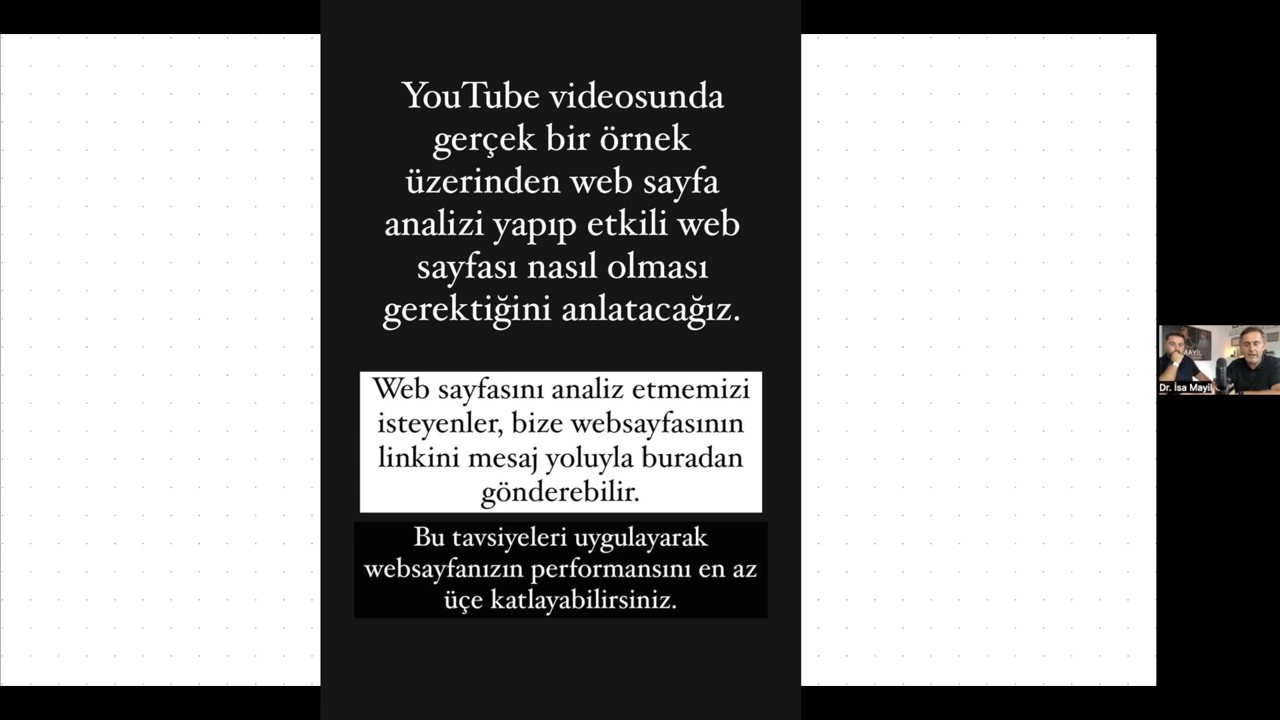 YouTube videosunda
gerçek bir örnek
üzerinden web sayfa
analizi yapıp etkili web
sayfası nasıl olması
gerektiğini anlatacağız.
Web sayfasını analiz etmemizi
isteyenler, bize websayfasının
linkini mesaj yoluyla buradan
gönderebilir.
Bu tavsiyeleri uygulayarak
websayfanızın performansını en az
üçe katlayabilirsiniz.
MAYİL
Dr. İsa Mayil